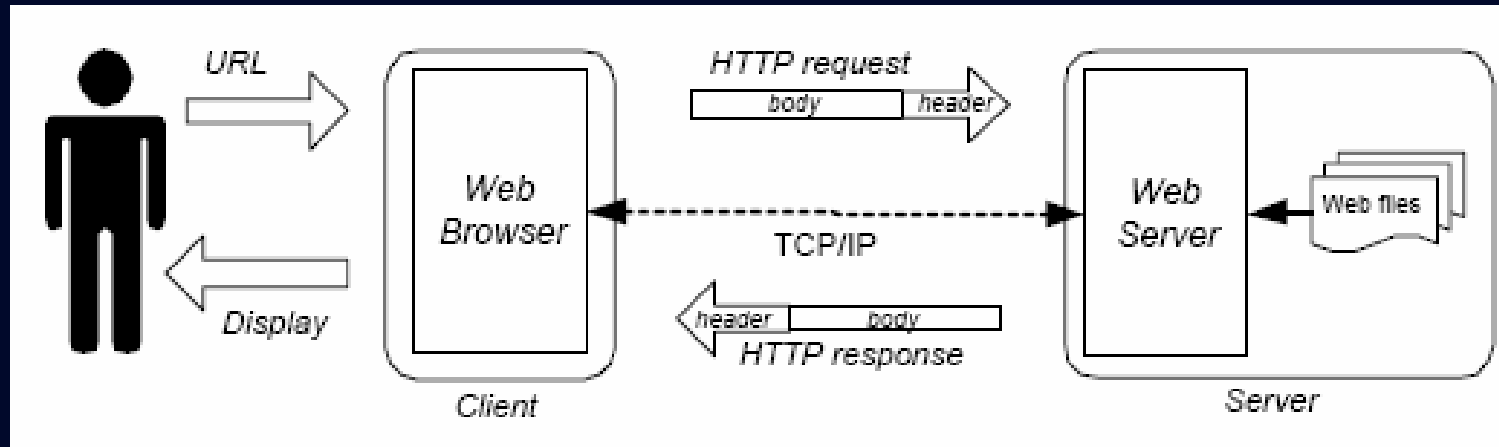 URL
HTTP request
body header
Web
Browser
Web
Server
Web files
TCP/IP
Display
header body
HTTP response
Client
Server